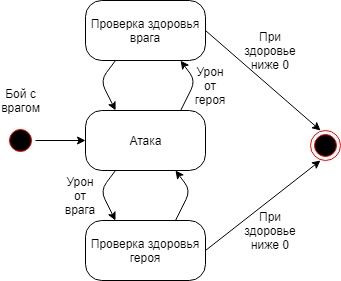 Проверка здоровья
врага
При
здоровье
ниже 0
Урон
от
героя
Бой с
врагом
Атака
Урон
от
врага
Проверка здоровья
героя
При
здоровье
ниже 0